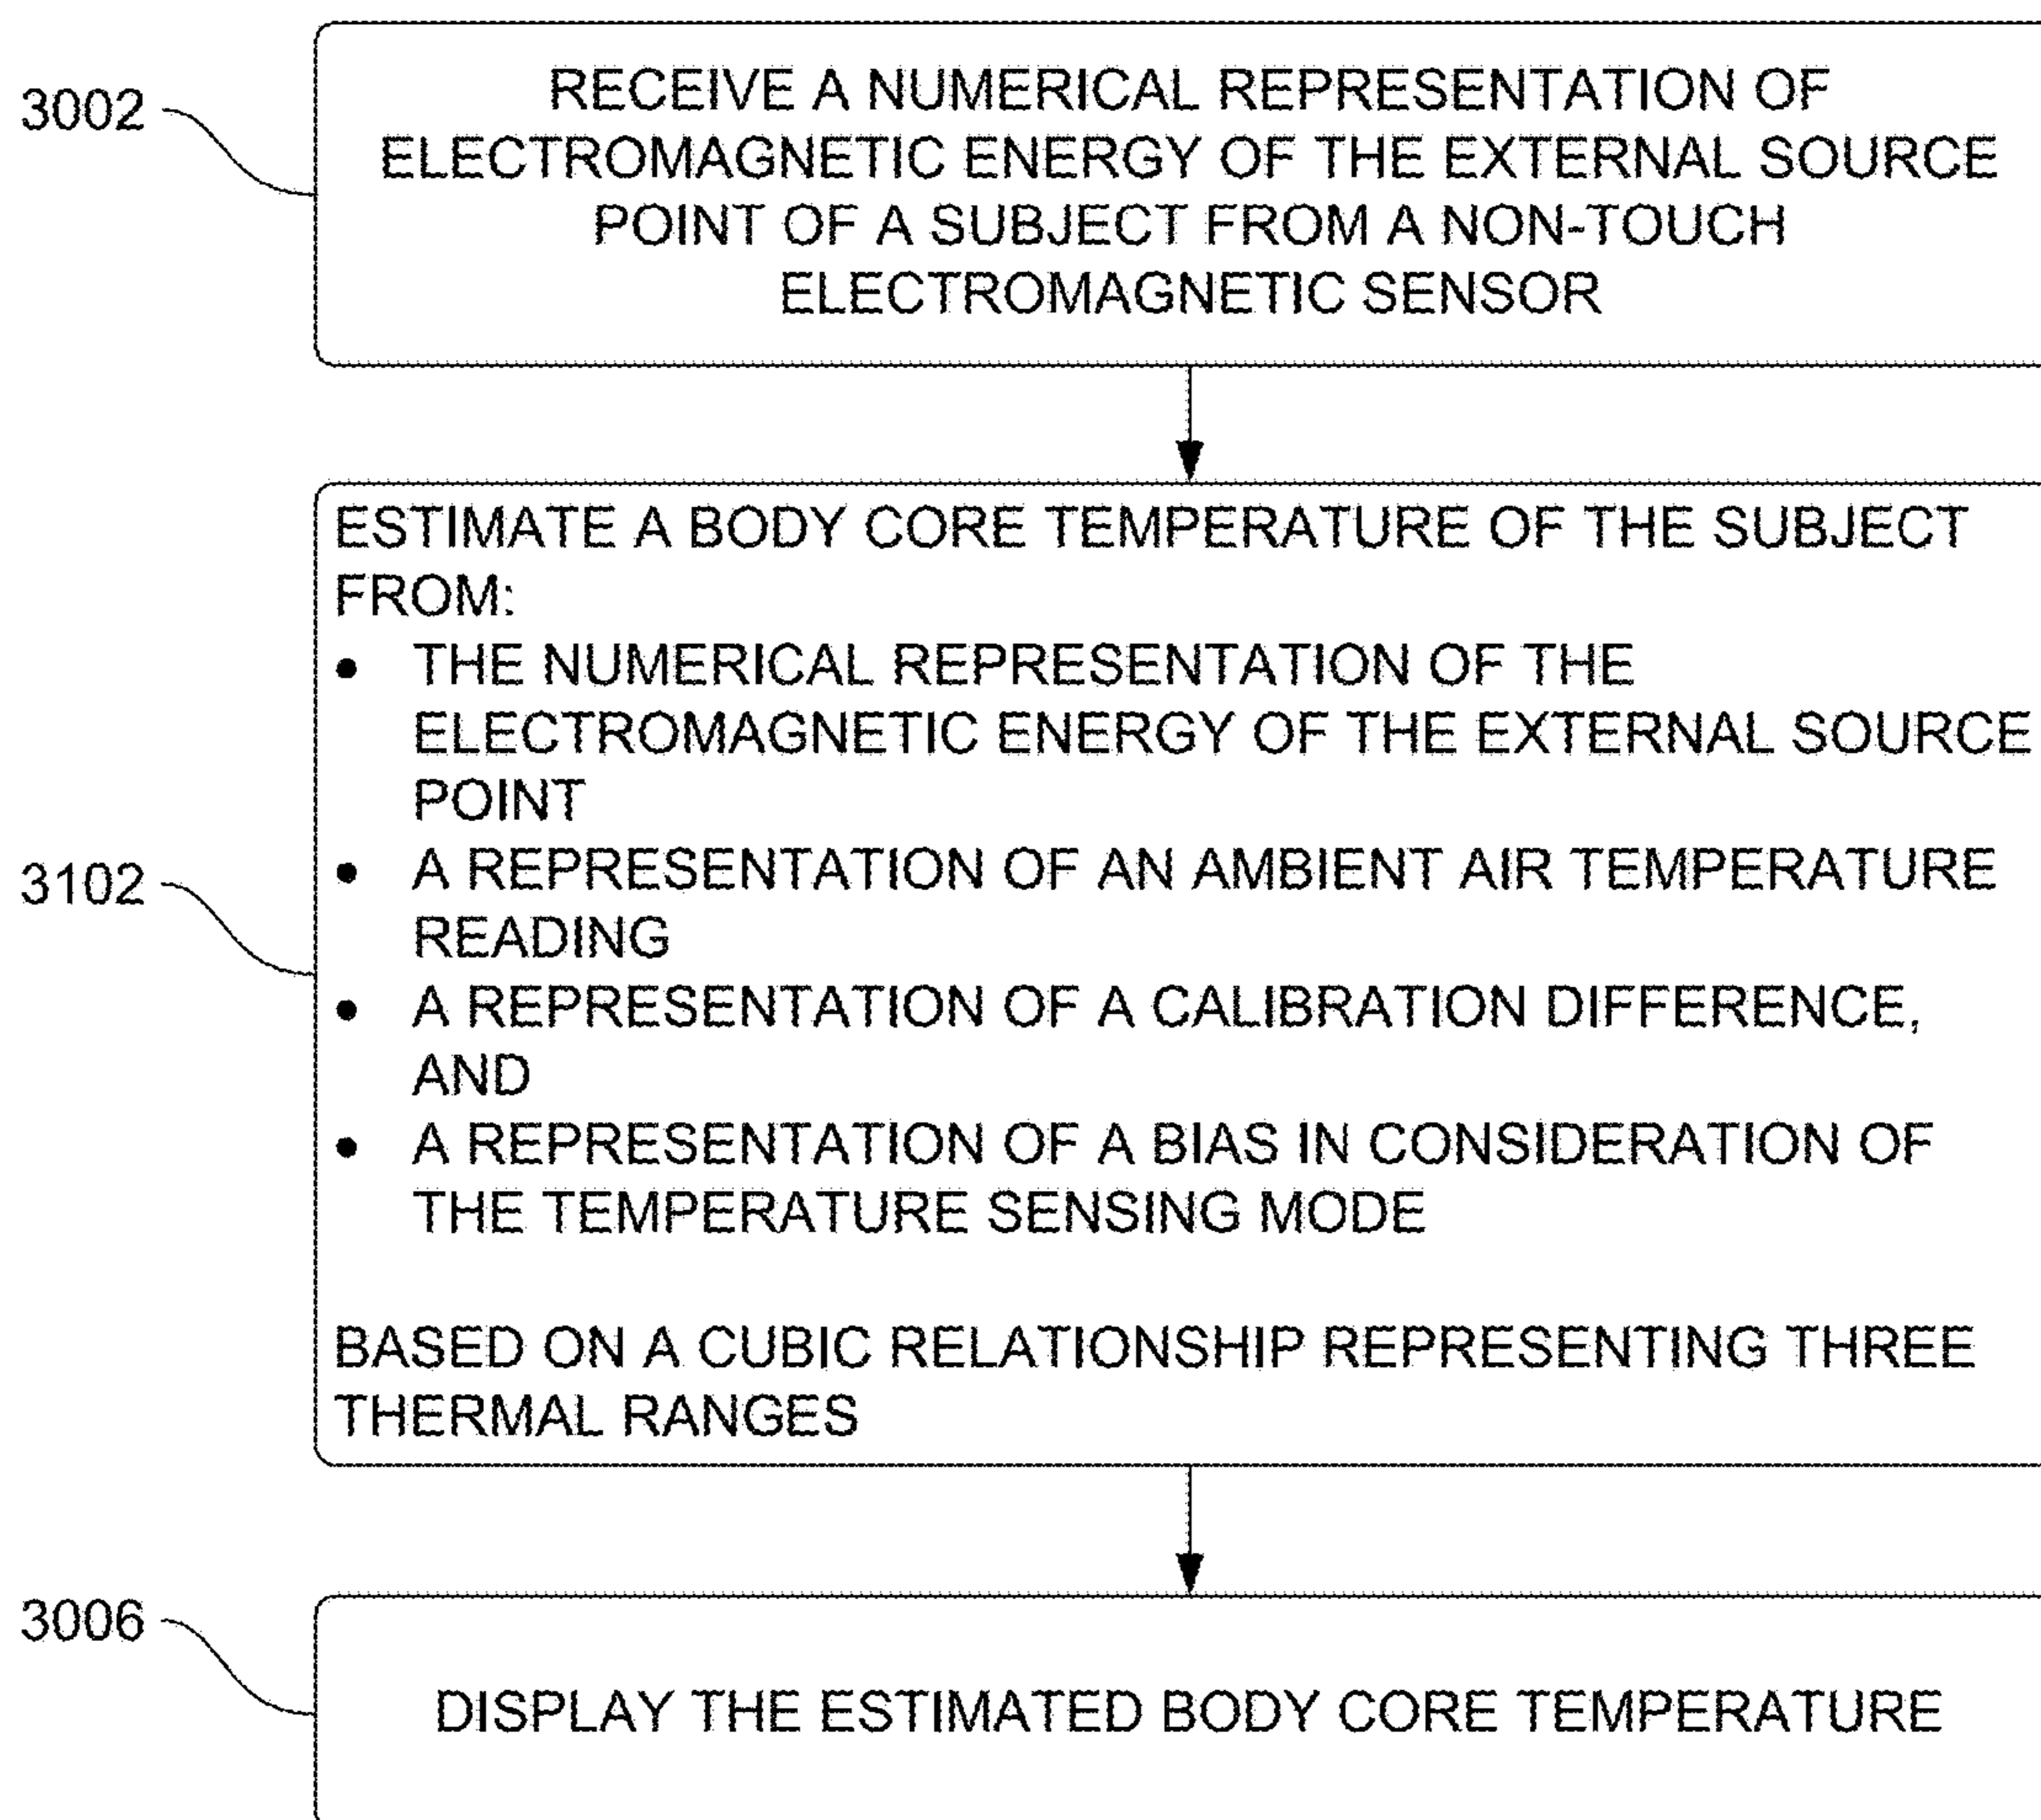 3002
RECEIVE A NUMERICAL REPRESENTATION OF
ELECTROMAGNETIC ENERGY OF THE EXTERNAL SOURCE
POINT OF A SUBJECT FROM A NON-TOUCH
ELECTROMAGNETIC SENSOR
3102
ESTIMATE A BODY CORE TEMPERATURE OF THE SUBJECT
FROM:
• THE NUMERICAL REPRESENTATION OF THE
ELECTROMAGNETIC ENERGY OF THE EXTERNAL SOURCE
POINT
• A REPRESENTATION OF AN AMBIENT AIR TEMPERATURE
READING
• A REPRESENTATION OF A CALIBRATION DIFFERENCE,
AND
• A REPRESENTATION OF A BIAS IN CONSIDERATION OF
THE TEMPERATURE SENSING MODE
BASED ON A CUBIC RELATIONSHIP REPRESENTING THREE
THERMAL RANGES
3006
DISPLAY THE ESTIMATED BODY CORE TEMPERATURE